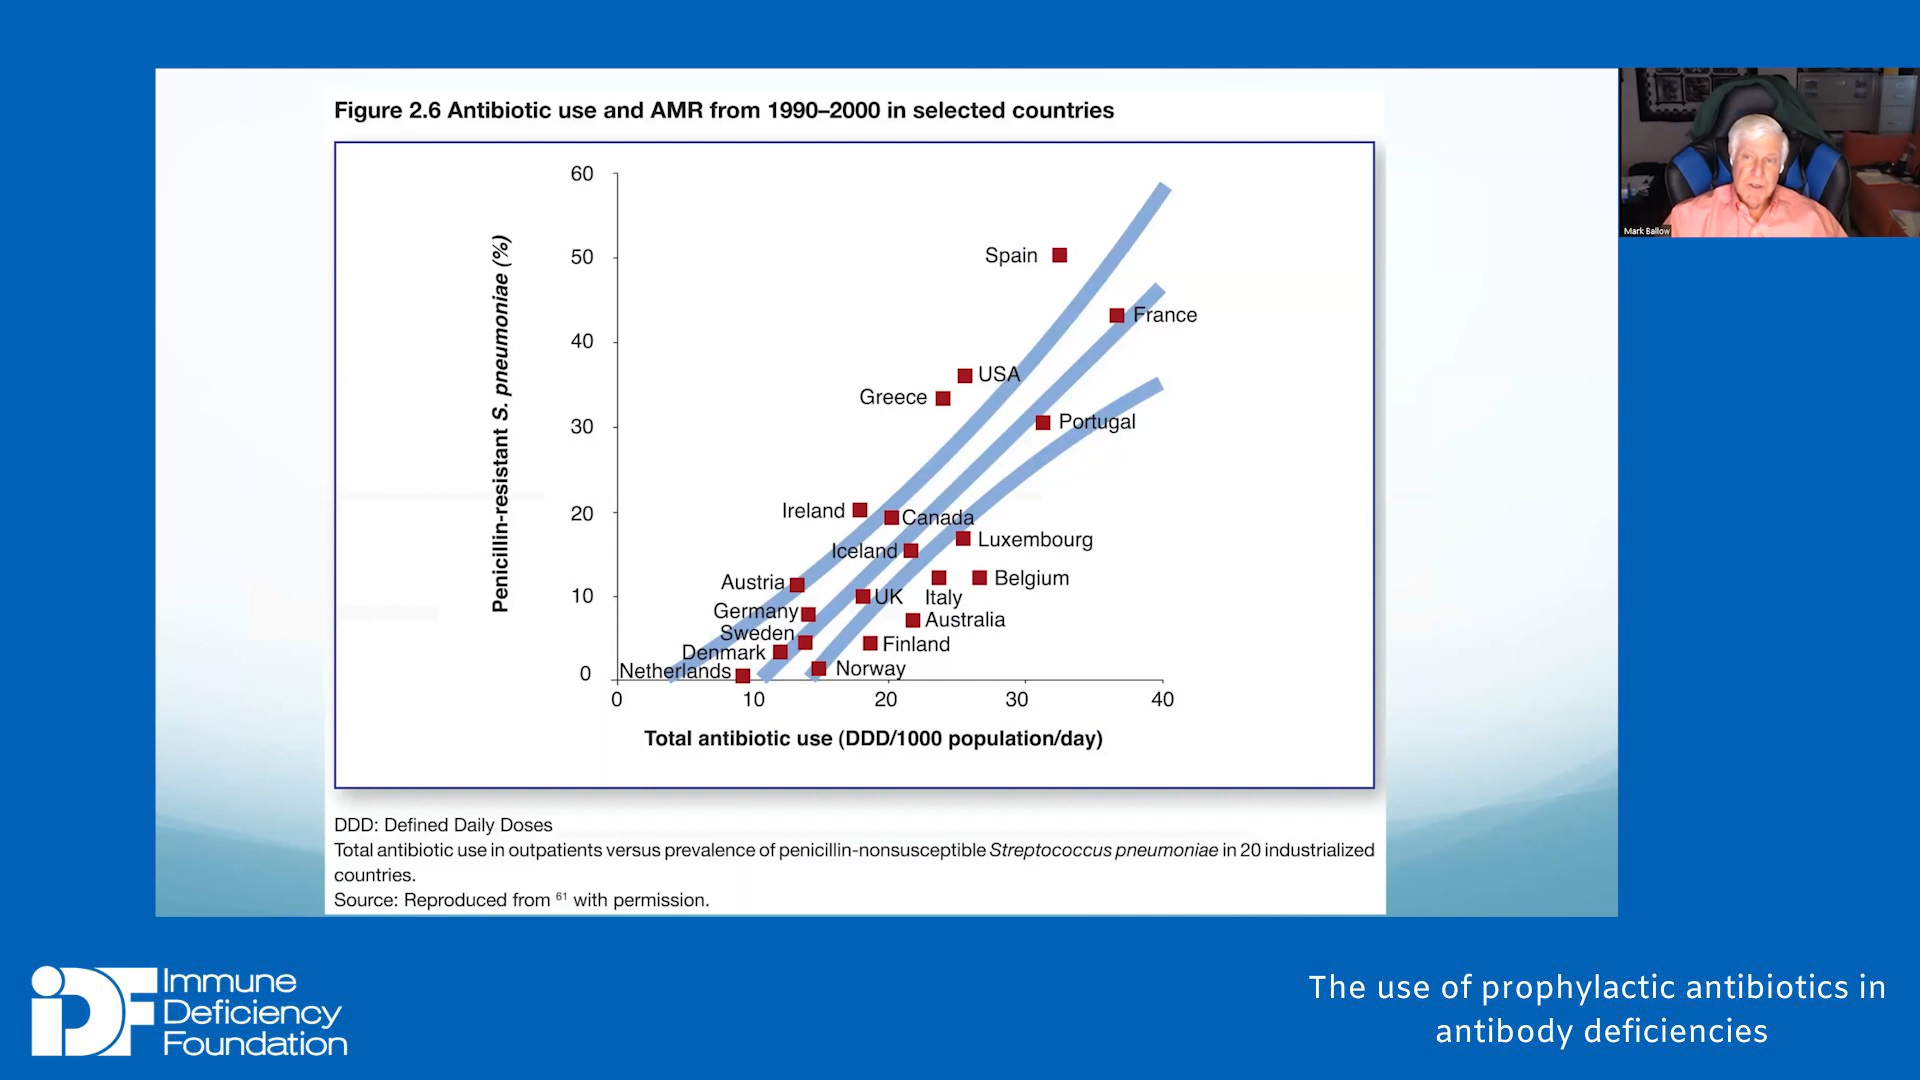 Figure 2.6 Antibiotic use and AMR from 1990–2000 in selected countries
60
50
40
30
20
10
0
Penicillin-resistant S. pneumoniae (%)
Spain
France
USA
Greece
Portugal
Ireland
Canada
Luxembourg
Iceland
Austria
Belgium
UK
Italy
Germany
Australia
Sweden
Finland
Denmark
Netherlands
Norway
0 10 20 30 40
Total antibiotic use (DDD/1000 population/day)
DDD: Defined Daily Doses
Total antibiotic use in outpatients versus prevalence of penicillin-nonsusceptible Streptococcus pneumoniae in 20 industrialized
countries.
Source: Reproduced from 61 with permission.
Mark Ballow
iDF
Immune
Deficiency
Foundation
The use of prophylactic antibiotics in
antibody deficiencies